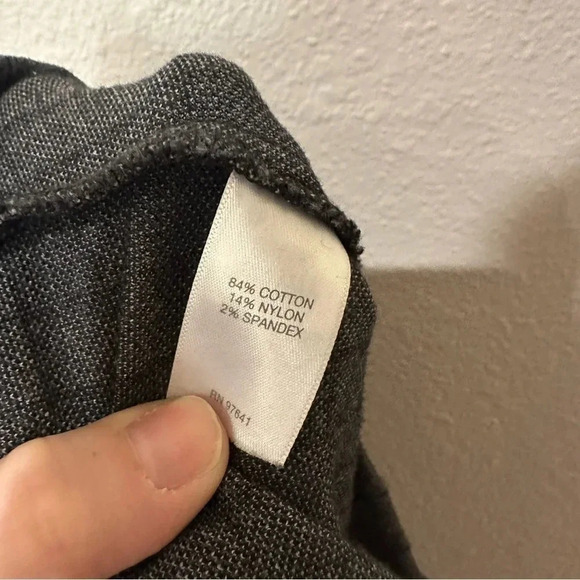 84% COTTON
14% NYLON
2% SPANDEX
RN 97641